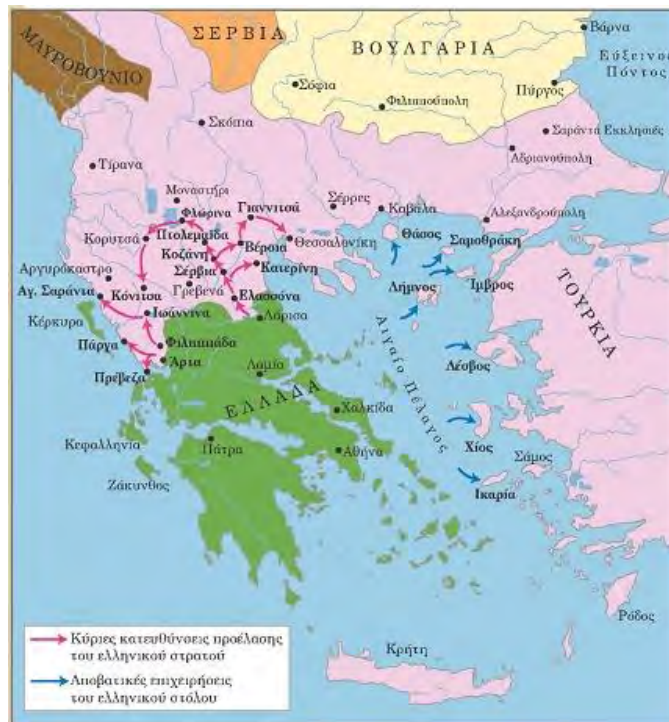 ΜΑΥΡΟΒΟΥΝΙΟ
ΣΕΡΒΙΑ
ΒΟΥΛΓΑΡΙΑ
Βάρνα
Εύξεινος
Πόντος
Σόφια
Πύργος
Φιλιππούπολη
Σκόπια
Σαράντα Εκκλησιές
Αδριανούπολη
Τίρανα
Μοναστήρι
Γιαννιτσά
Σέρρες
Καβάλα
Αλεξανδρούπολη
Φλώρινα
Κορυτσά
Πτολεμαΐδα
Βέροια
Θεσσαλονίκη
Θάσος
Σαμοθράκη
Κοζάνη
Κατερίνη
Σέρβια
Αργυρόκαστρο
Γρεβενά
Ίμβρος
Αγ. Σαράντα
Κόνιτσα
Ελασσόνα
Λήμνος
Ιωάννινα
Λάρισα
Κέρκυρα
ΤΟΥΡΚΙΑ
Πάργα
Φιλιππιάδα
Άρτα
Αιγαίο Πέλαγος
Λέσβος
Πρέβεζα
Λαμία
ΕΛΛΑΔΑ
Χαλκίδα
Κεφαλληνία
Πάτρα
Αθήνα
Χίος
Σάμος
Ζάκυνθος
Ικαρία
Ρόδος
Κρήτη
Κύριες κατευθύνσεις προέλασης
του ελληνικού στρατού
Αποβατικές επιχειρήσεις
του ελληνικού στόλου